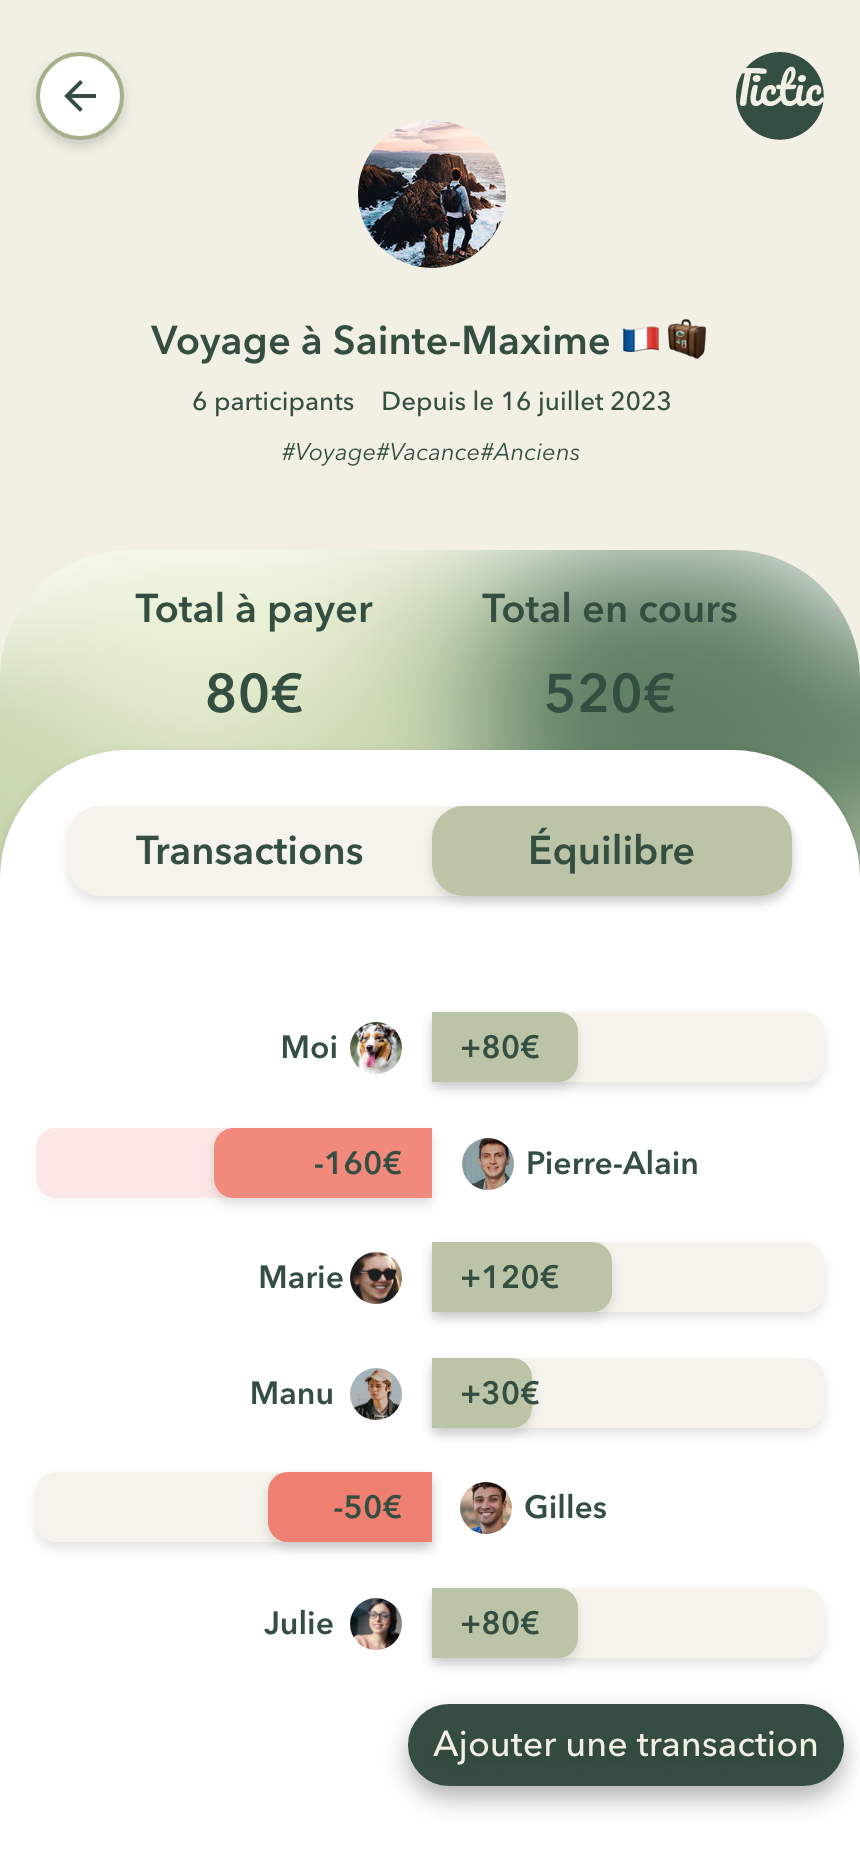 Tictic
Voyage à Sainte-Maxime 🇫🇷🧳
6 participants Depuis le 16 juillet 2023
#Voyage#Vacance#Anciens
Total à payer Total en cours
80€ 520€
Transactions Équilibre
Moi +80€
-160€ Pierre-Alain
Marie +120€
Manu +30€
-50€ Gilles
Julie +80€
Ajouter une transaction